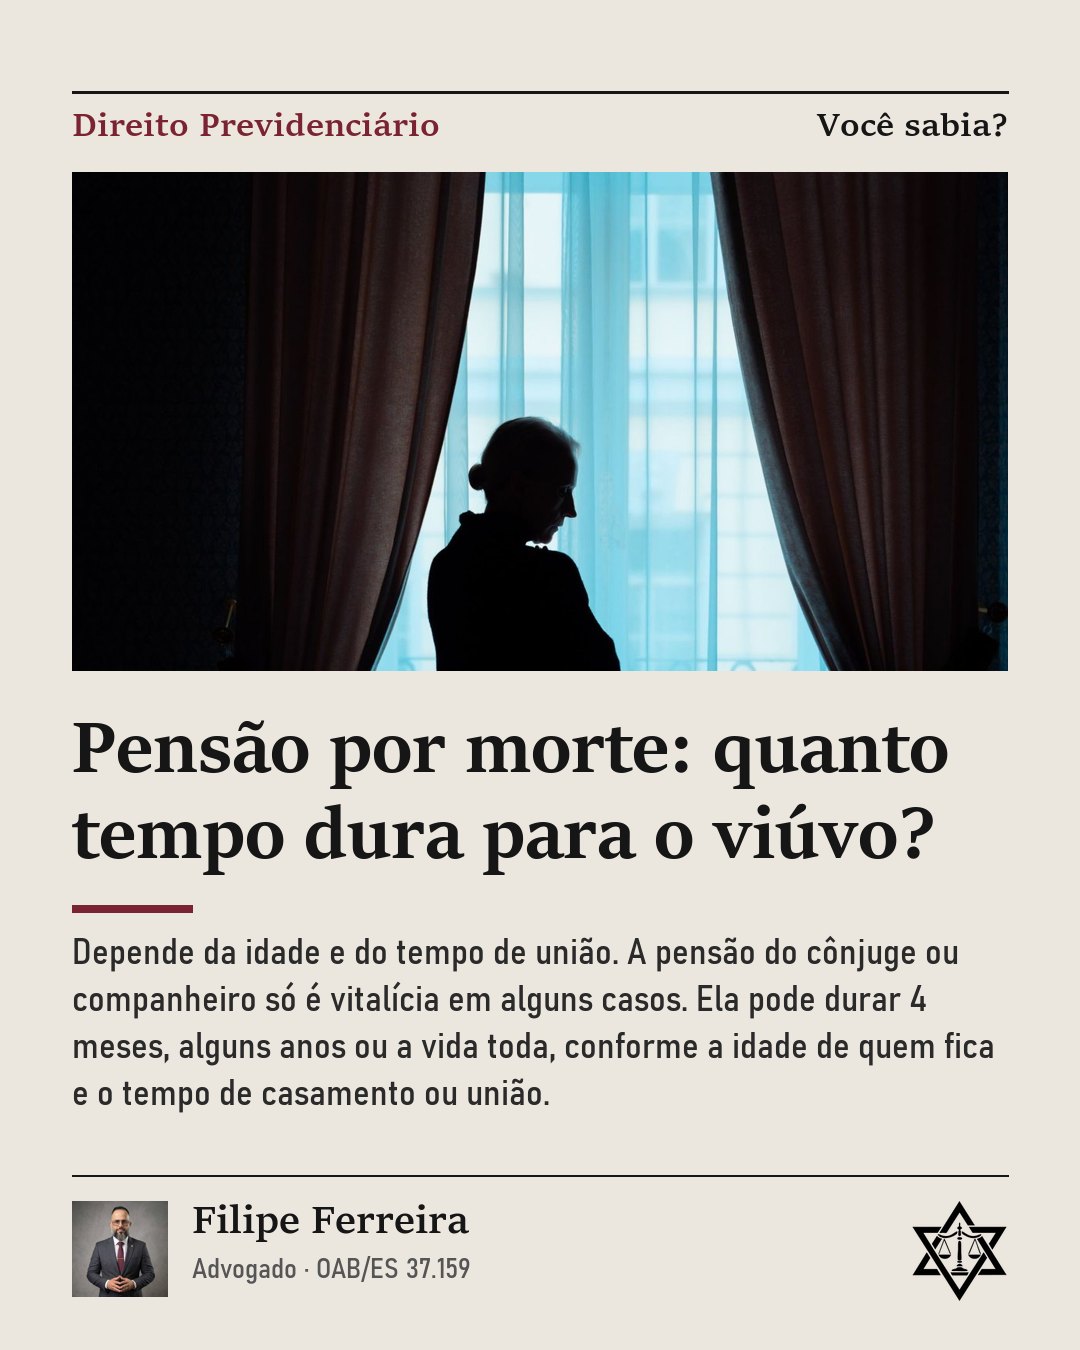 Direito Previdenciário
Você sabia?
Pensão por morte: quanto
tempo dura para o viúvo?
Depende da idade e do tempo de união. A pensão do cônjuge ou
companheiro só é vitalícia em alguns casos. Ela pode durar 4
meses, alguns anos ou a vida toda, conforme a idade de quem fica
e o tempo de casamento ou união.
Filipe Ferreira
Advogado · OAB/ES 37.159